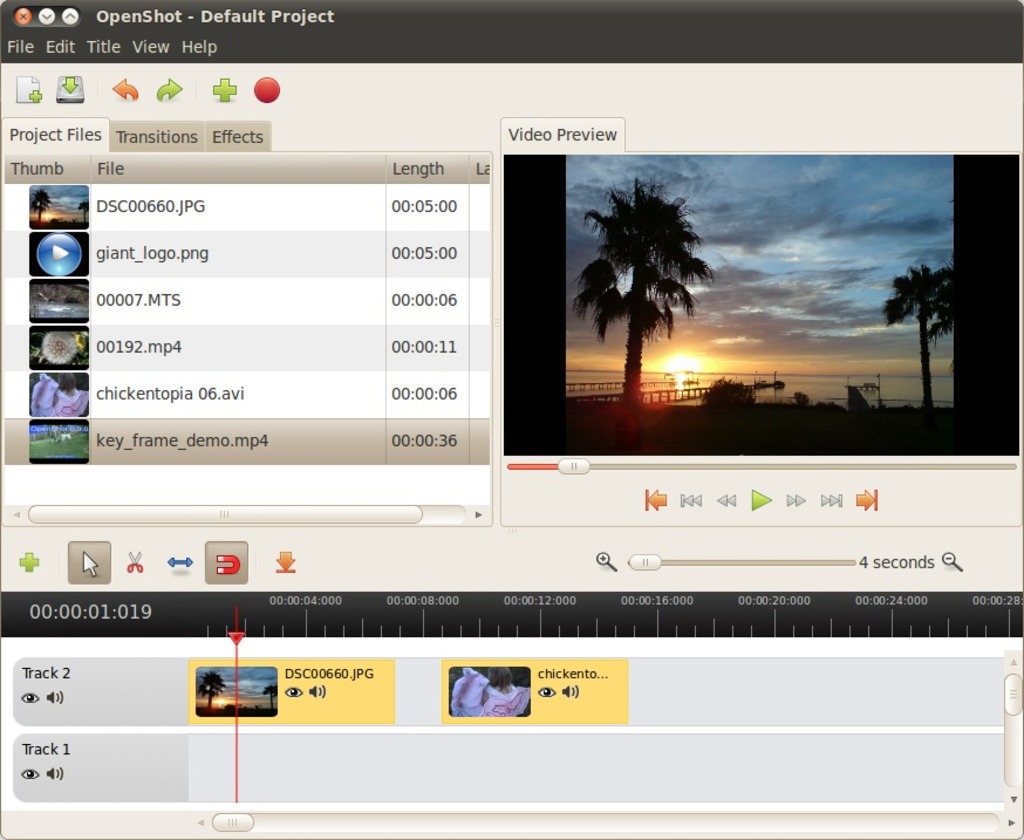 OpenShot - Default Project
File Edit Title View Help
Project Files Transitions Effects
Video Preview
Thumb File Length La
DSC00660.JPG 00:05:00
giant_logo.png 00:05:00
00007.MTS 00:00:06
00192.mp4 00:00:11
chickentopia 06.avi 00:00:06
key_frame_demo.mp4 00:00:36
4 seconds
00:00:01:019
00:00:04:000 00:00:08:000 00:00:12:000 00:00:16:000 00:00:20:000 00:00:24:000 00:00:28:
Track 2
DSC00660.JPG
chickento...
Track 1